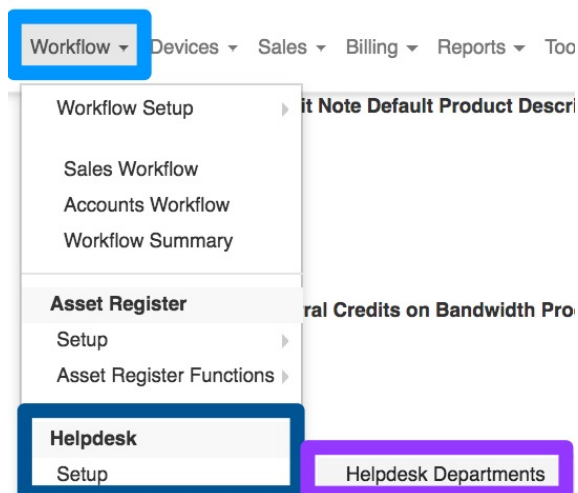 Workflow Devices Sales Billing Reports Too
Workflow Setup it Note Default Product Descri
Sales Workflow
Accounts Workflow
Workflow Summary
Asset Register
ral Credits on Bandwidth Pro
Setup
Asset Register Functions
Helpdesk
Setup Helpdesk Departments